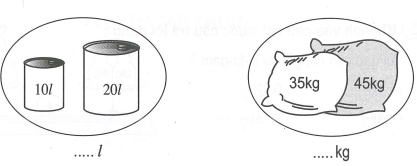 10l
20l
35kg
45kg
..... l
..... kg